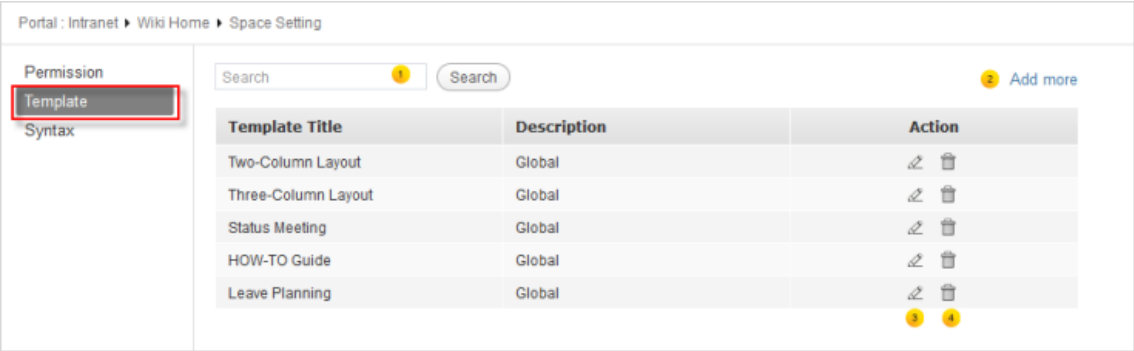 Portal : Intranet ▸ Wiki Home ▸ Space Setting
Permission
Template
Syntax
Search 1 Search 2 Add more
Template Title Description Action
Two-Column Layout Global
Three-Column Layout Global
Status Meeting Global
HOW-TO Guide Global
Leave Planning Global
3 4